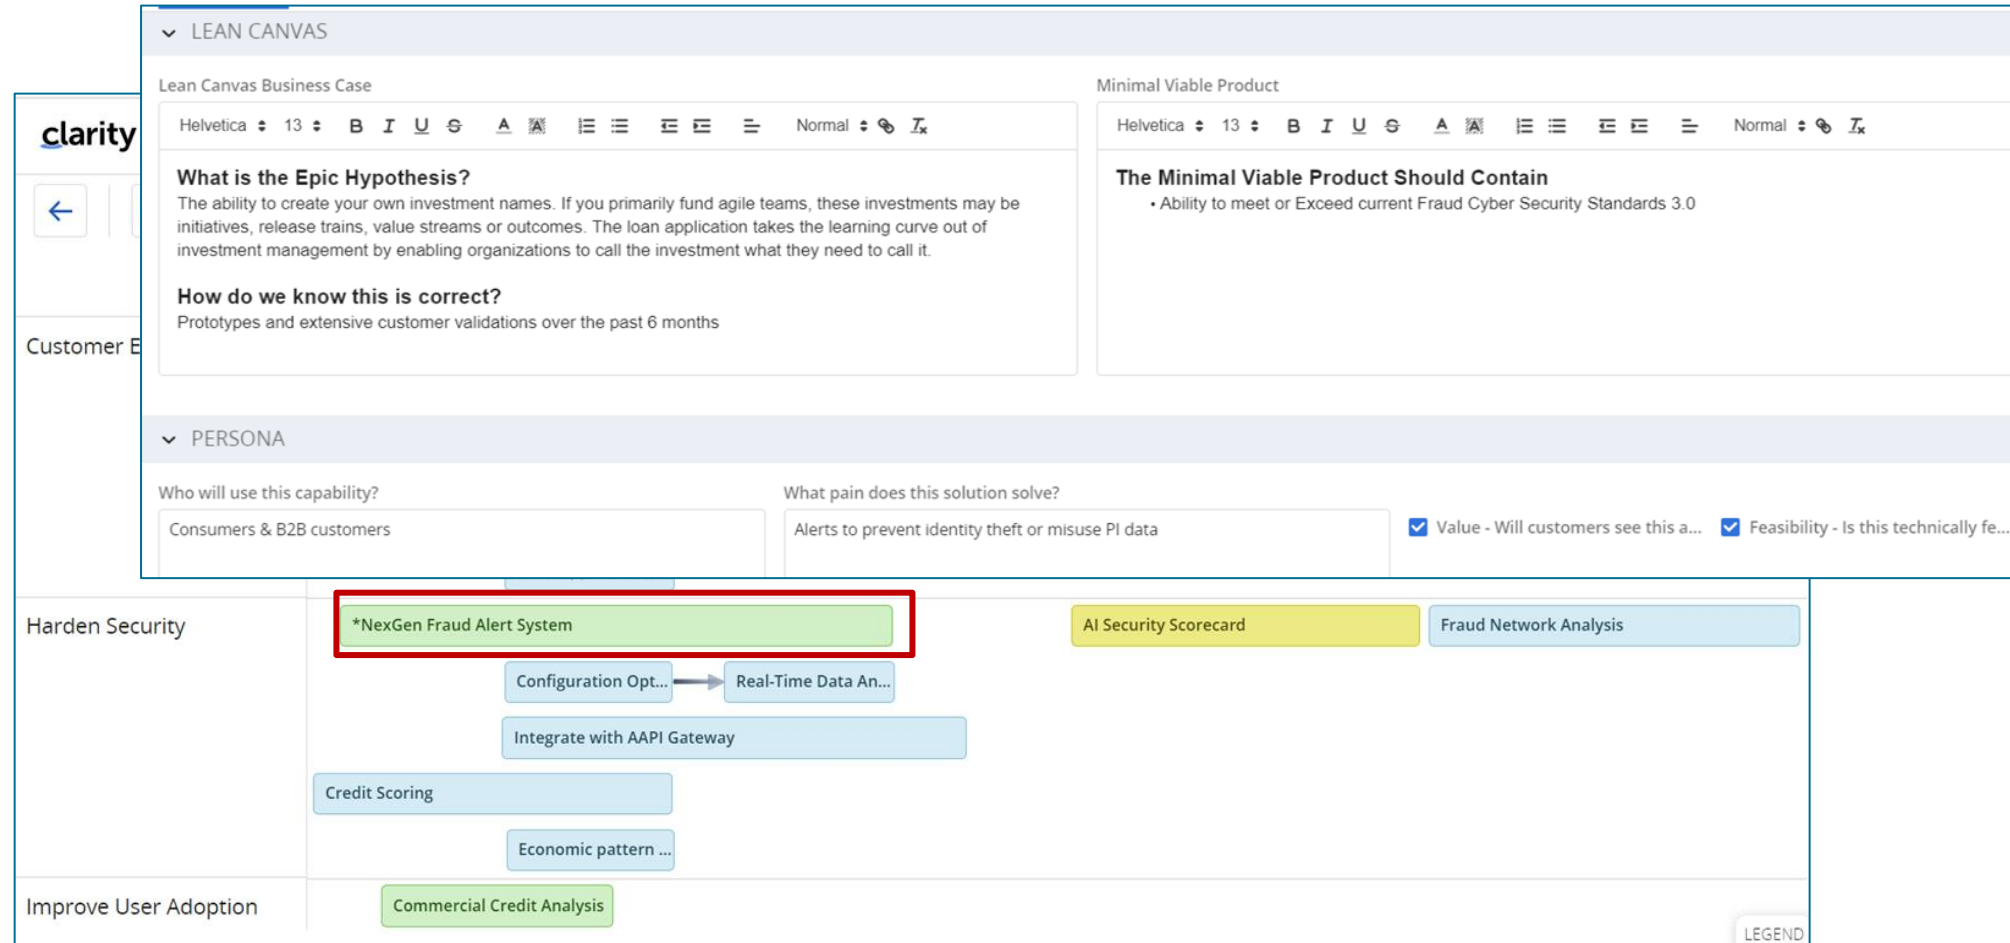 LEAN CANVAS
Lean Canvas Business Case
Minimal Viable Product
Helvetica 13 B I U S A A Normal Tx
Helvetica 13 B I U S A A Normal Tx
What is the Epic Hypothesis?
The ability to create your own investment names. If you primarily fund agile teams, these investments may be
initiatives, release trains, value streams or outcomes. The loan application takes the learning curve out of
investment management by enabling organizations to call the investment what they need to call it.
How do we know this is correct?
Prototypes and extensive customer validations over the past 6 months
The Minimal Viable Product Should Contain
• Ability to meet or Exceed current Fraud Cyber Security Standards 3.0
PERSONA
Who will use this capability?
Consumers & B2B customers
What pain does this solution solve?
Alerts to prevent identity theft or misuse PI data
Value - Will customers see this a...
Feasibility - Is this technically fe...
clarity
Customer E
Harden Security
*NexGen Fraud Alert System
AI Security Scorecard
Fraud Network Analysis
Configuration Opt...
Real-Time Data An...
Integrate with AAPI Gateway
Credit Scoring
Economic pattern ...
Improve User Adoption
Commercial Credit Analysis
LEGEND